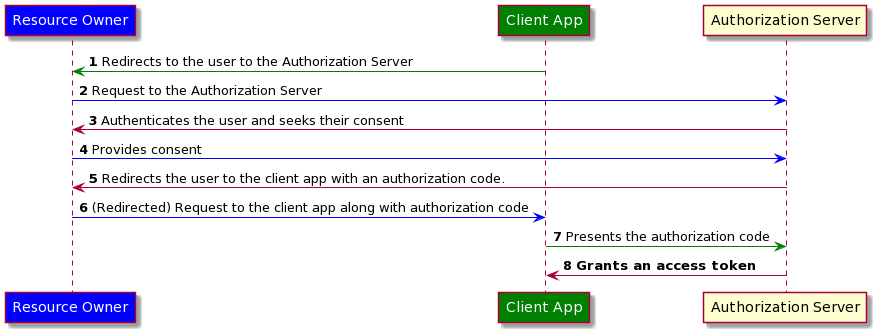 Resource Owner Client App Authorization Server
1 Redirects to the user to the Authorization Server
2 Request to the Authorization Server
3 Authenticates the user and seeks their consent
4 Provides consent
5 Redirects the user to the client app with an authorization code.
6 (Redirected) Request to the client app along with authorization code
7 Presents the authorization code
8 Grants an access token
Resource Owner Client App Authorization Server